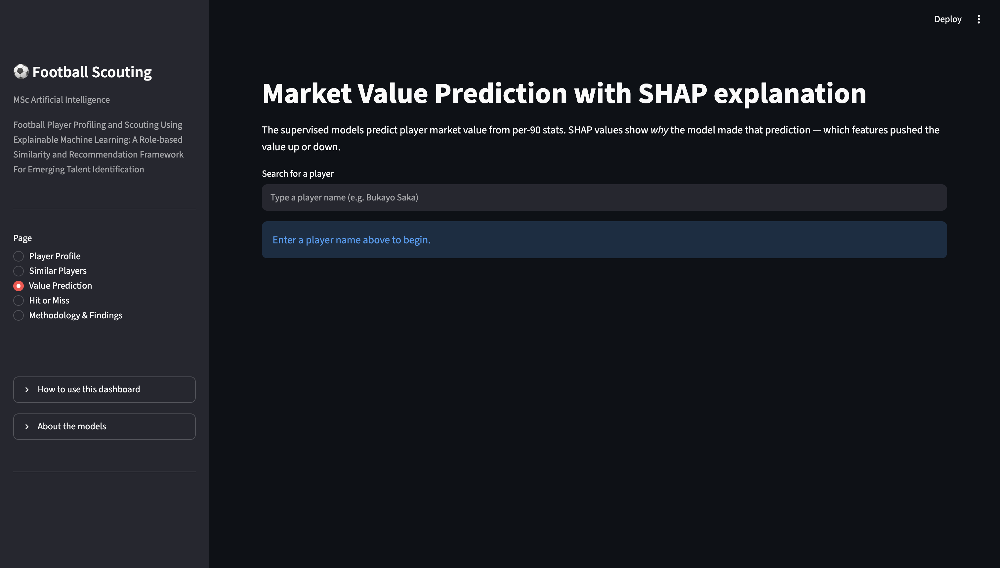 Deploy
⚽ Football Scouting
MSc Artificial Intelligence
Football Player Profiling and Scouting Using
Explainable Machine Learning: A Role-based
Similarity and Recommendation Framework
For Emerging Talent Identification
Page
Player Profile
Similar Players
Value Prediction
Hit or Miss
Methodology & Findings
How to use this dashboard
About the models
Market Value Prediction with SHAP explanation
The supervised models predict player market value from per-90 stats. SHAP values show why the model made that prediction — which features pushed the
value up or down.
Search for a player
Type a player name (e.g. Bukayo Saka)
Enter a player name above to begin.